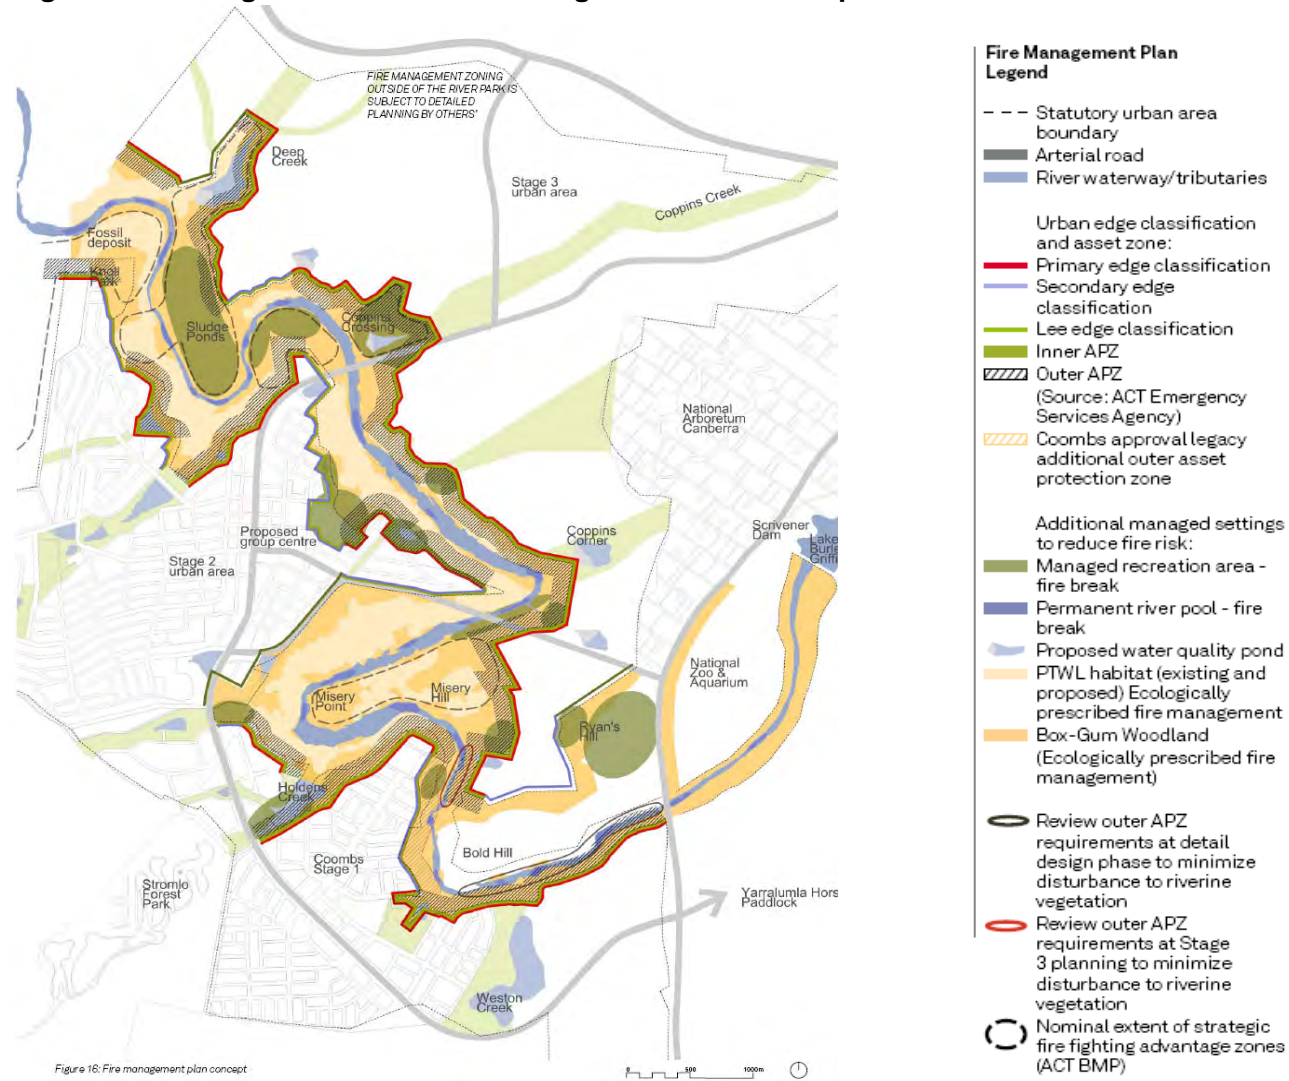 FIRE MANAGEMENT ZONING
OUTSIDE OF THE RIVER PARK IS
SUBJECT TO DETAILED
PLANNING BY OTHERS'
Deep
Creek
Stage 3
urban area
Coppins Creek
Fossil
deposit
Knoll
Park
Sludge
Ponds
Coppins
Crossing
National
Arboretum
Canberra
Proposed
group centre
Stage 2
urban area
Coppins
Corner
Scrivener
Dam
Lake
Burle
Griffi
National
Zoo &
Aquarium
Misery
Point
Misery
Hill
Ryan's
Hill
Holdens
Creek
Coombs
Stage 1
Bold Hill
Stromlo
Forest
Park
Yarralumla Hors
Paddock
Weston
Creek
Figure 16: Fire management plan concept
0 500 1000m
Fire Management Plan
Legend
Statutory urban area
boundary
Arterial road
River waterway/tributaries
Urban edge classification
and asset zone:
Primary edge classification
Secondary edge
classification
Lee edge classification
Inner APZ
Outer APZ
(Source: ACT Emergency
Services Agency)
Coombs approval legacy
additional outer asset
protection zone
Additional managed settings
to reduce fire risk:
Managed recreation area -
fire break
Permanent river pool - fire
break
Proposed water quality pond
PTWL habitat (existing and
proposed) Ecologically
prescribed fire management
Box-Gum Woodland
(Ecologically prescribed fire
management)
Review outer APZ
requirements at detail
design phase to minimize
disturbance to riverine
vegetation
Review outer APZ
requirements at Stage
3 planning to minimize
disturbance to riverine
vegetation
Nominal extent of strategic
fire fighting advantage zones
(ACT BMP)